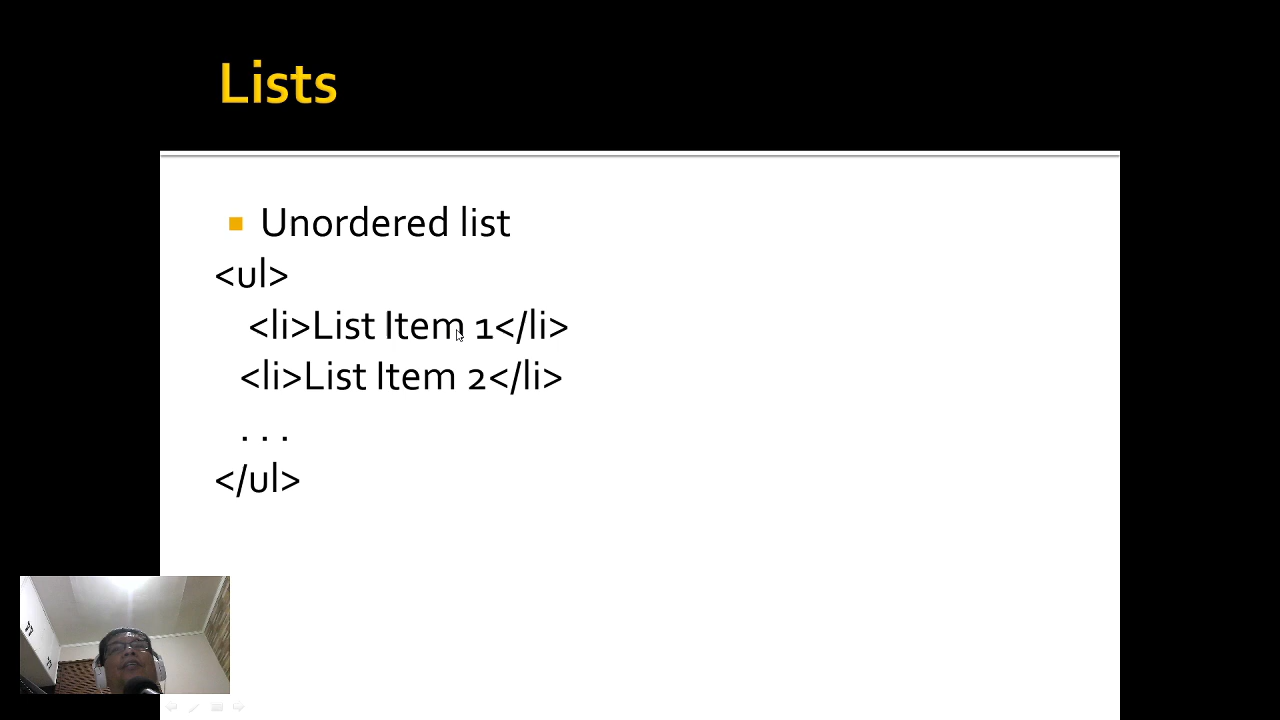 Lists
Unordered list
<ul>
<li>List Item 1</li>
<li>List Item 2</li>
. . .
</ul>